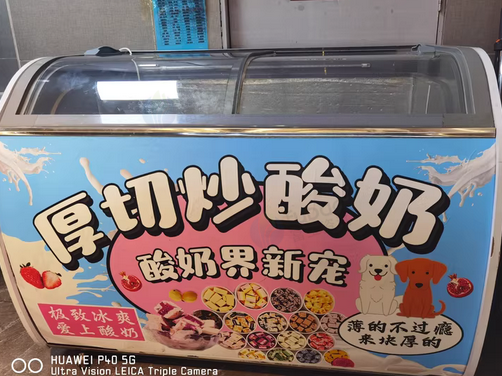 厚切炒酸奶
酸奶界新宠
极致冰爽
爱上酸奶
薄的不过瘾
来块厚的
HUAWEI P40 5G
Ultra Vision LEICA Triple Camera